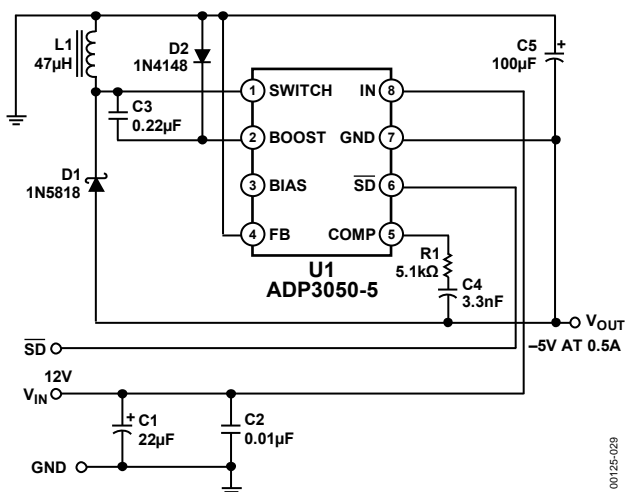 L1
47µH
D2
1N4148
C5
100µF
+
C3
0.22µF
1 SWITCH
IN 8
2 BOOST
GND 7
3 BIAS
SD 6
4 FB
COMP 5
D1
1N5818
U1
ADP3050-5
R1
5.1kΩ
C4
3.3nF
VOUT
–5V AT 0.5A
SD
12V
VIN
+ C1
22µF
C2
0.01µF
GND
00125-029